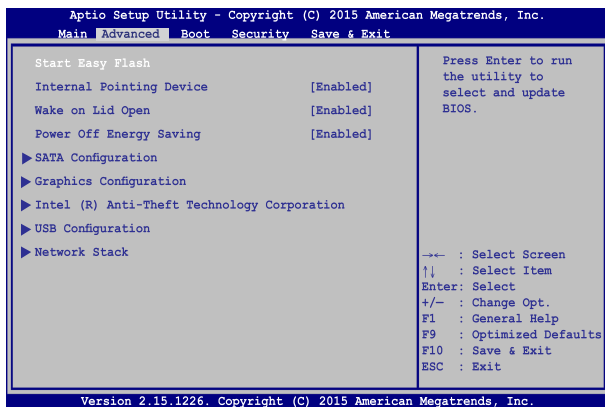 Aptio Setup Utility - Copyright (C) 2015 American Megatrends, Inc.
Main Advanced Boot Security Save & Exit
Start Easy Flash
Internal Pointing Device [Enabled]
Wake on Lid Open [Enabled]
Power Off Energy Saving [Enabled]
SATA Configuration
Graphics Configuration
Intel (R) Anti-Theft Technology Corporation
USB Configuration
Network Stack
Press Enter to run
the utility to
select and update
BIOS.
→← : Select Screen
↑↓ : Select Item
Enter: Select
+/— : Change Opt.
F1 : General Help
F9 : Optimized Defaults
F10 : Save & Exit
ESC : Exit
Version 2.15.1226. Copyright (C) 2015 American Megatrends, Inc.